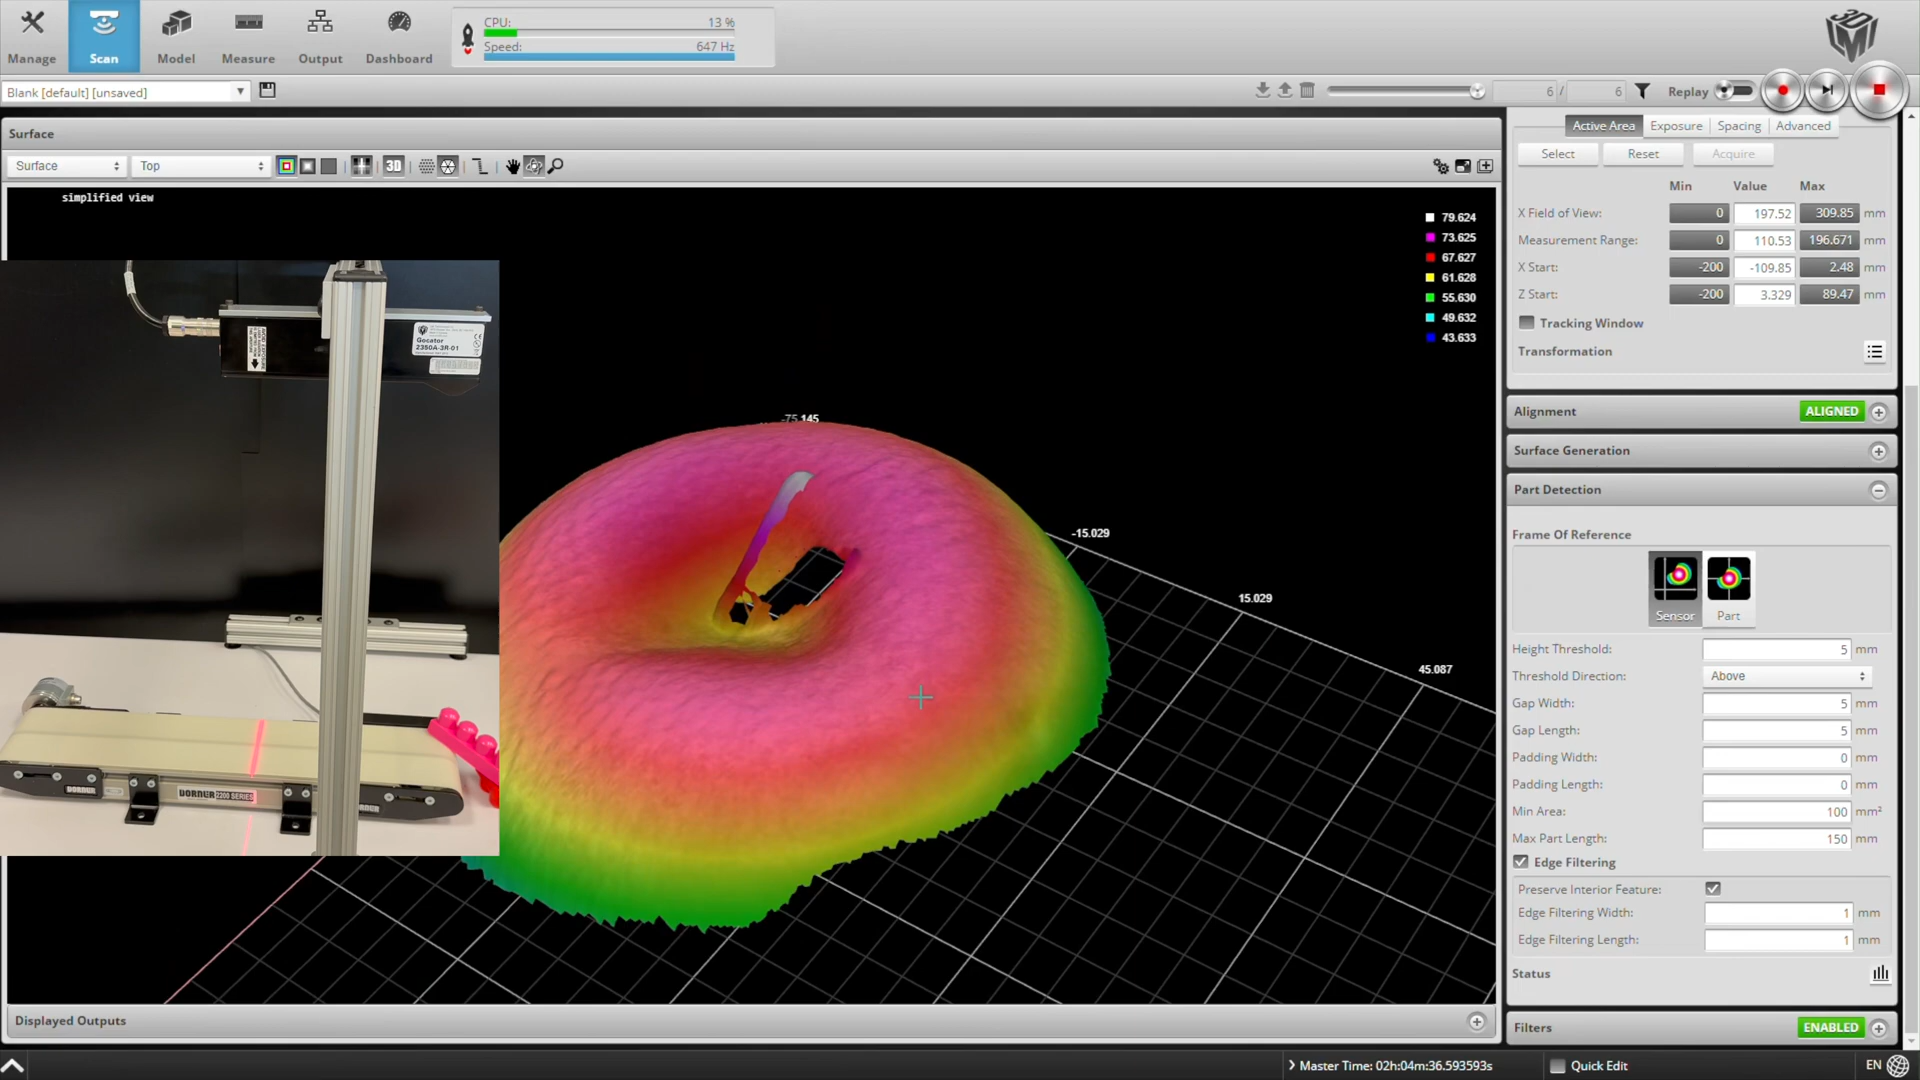 CPU: 13 %
Speed: 647 Hz
Manage Scan Model Measure Output Dashboard
Blank [default] [unsaved]
6 / 6 Replay
Surface
Surface Top 3D
simplified view
79.624
73.625
67.627
61.628
55.630
49.632
43.633
-75.145
-15.029
15.029
45.087
Gocator
2350A-3R-01
DORNER
DORNER 2200 SERIES
Active Area Exposure Spacing Advanced
Select Reset Acquire
Min Value Max
X Field of View: 0 197.52 309.85 mm
Measurement Range: 0 110.53 196.671 mm
X Start: -200 -109.85 2.48 mm
Z Start: -200 3.329 89.47 mm
Tracking Window
Transformation
Alignment ALIGNED
Surface Generation
Part Detection
Frame Of Reference
Sensor Part
Height Threshold: 5 mm
Threshold Direction: Above
Gap Width: 5 mm
Gap Length: 5 mm
Padding Width: 0 mm
Padding Length: 0 mm
Min Area: 100 mm²
Max Part Length: 150 mm
Edge Filtering
Preserve Interior Feature:
Edge Filtering Width: 1 mm
Edge Filtering Length: 1 mm
Status
Filters ENABLED
Displayed Outputs
Master Time: 02h:04m:36.593593s Quick Edit EN